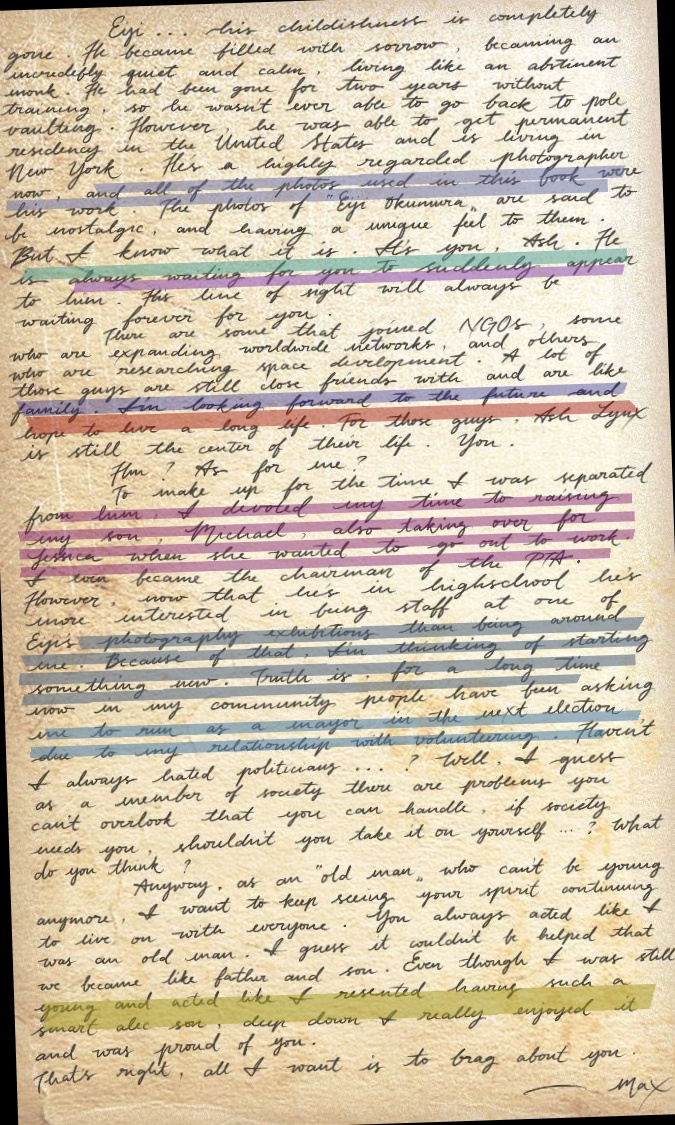 Eiji ... his childishness is completely
gone. He became filled with sorrow, becoming an
incredebly quiet and calm, living like an abstinent
monk. He had been gone for two years without
training, so he wasn't ever able to go back to pole
vaulting. However, he was able to get permanent
residency in the United States and is living in
New York. He's a highly regarded photographer
now, and all of the photos used in this book were
his work. The photos of "Eiji Okumura" are said to
be nostalgic, and having a unique feel to them.
But I know what it is. It's you, Ash. He
is always waiting for you to suddenly appear
to him. His line of sight will always be
waiting forever for you.
There are some that joined NGOs, some
who are expanding worldwide networks, and others
who are researching space development. A lot of
those guys are still close friends with and are like
family. I'm looking forward to the future and
hope to live a long life. For those guys, Ash Lynx
is still the center of their life. You.
Hm? As for me?
To make up for the time I was separated
from him, I devoted my time to raising
my son, Michael, also taking over for
Jessica when she wanted to go out to work.
I even became the chairman of the PTA.
However, now that he's in highschool he's
more interested in being staff at one of
Eiji's photography exhibitions than being around
me. Because of that, I'm thinking of starting
something new. Truth is, for a long time
now in my community people have been asking
me to run as a mayor in the next election
due to my relationship with volunteering. Haven't
I always hated politicians ... ? Well, I guess
as a member of society there are problems you
can't overlook that you can handle, if society
needs you, shouldn't you take it on yourself ... ? What
do you think?
Anyway, as an "old man" who can't be young
anymore, I want to keep seeing your spirit continuing
to live on with everyone. You always acted like I
was an old man. I guess it couldn't be helped that
we became like father and son. Even though I was still
young and acted like I resented having such a
smart alec son, deep down I really enjoyed it
and was proud of you.
That's right, all I want is to brag about you.
— Max